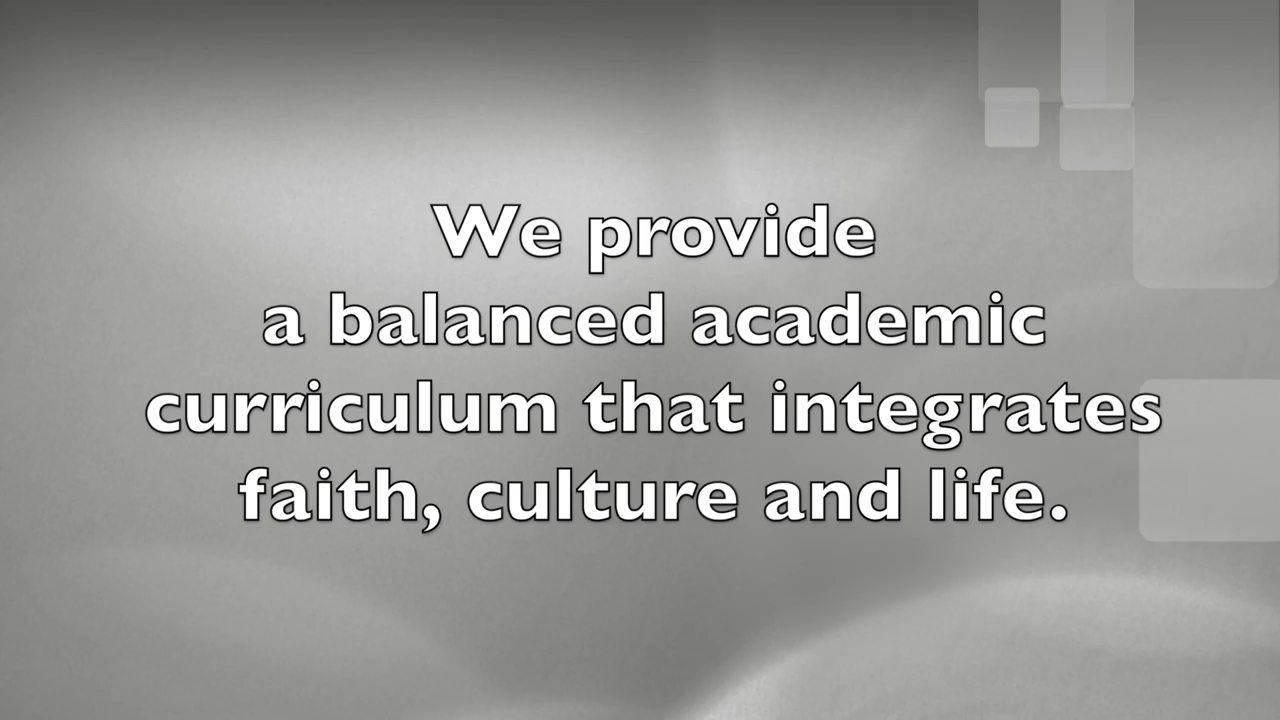 We provide
a balanced academic
curriculum that integrates
faith, culture and life.